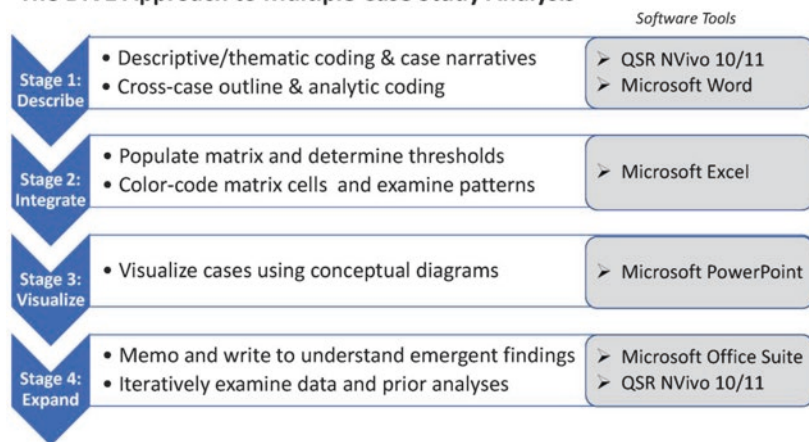 Software Tools
Stage 1:
Describe
• Descriptive/thematic coding & case narratives
• Cross-case outline & analytic coding
➢ QSR NVivo 10/11
➢ Microsoft Word
Stage 2:
Integrate
• Populate matrix and determine thresholds
• Color-code matrix cells and examine patterns
➢ Microsoft Excel
Stage 3:
Visualize
• Visualize cases using conceptual diagrams
➢ Microsoft PowerPoint
Stage 4:
Expand
• Memo and write to understand emergent findings
• Iteratively examine data and prior analyses
➢ Microsoft Office Suite
➢ QSR NVivo 10/11